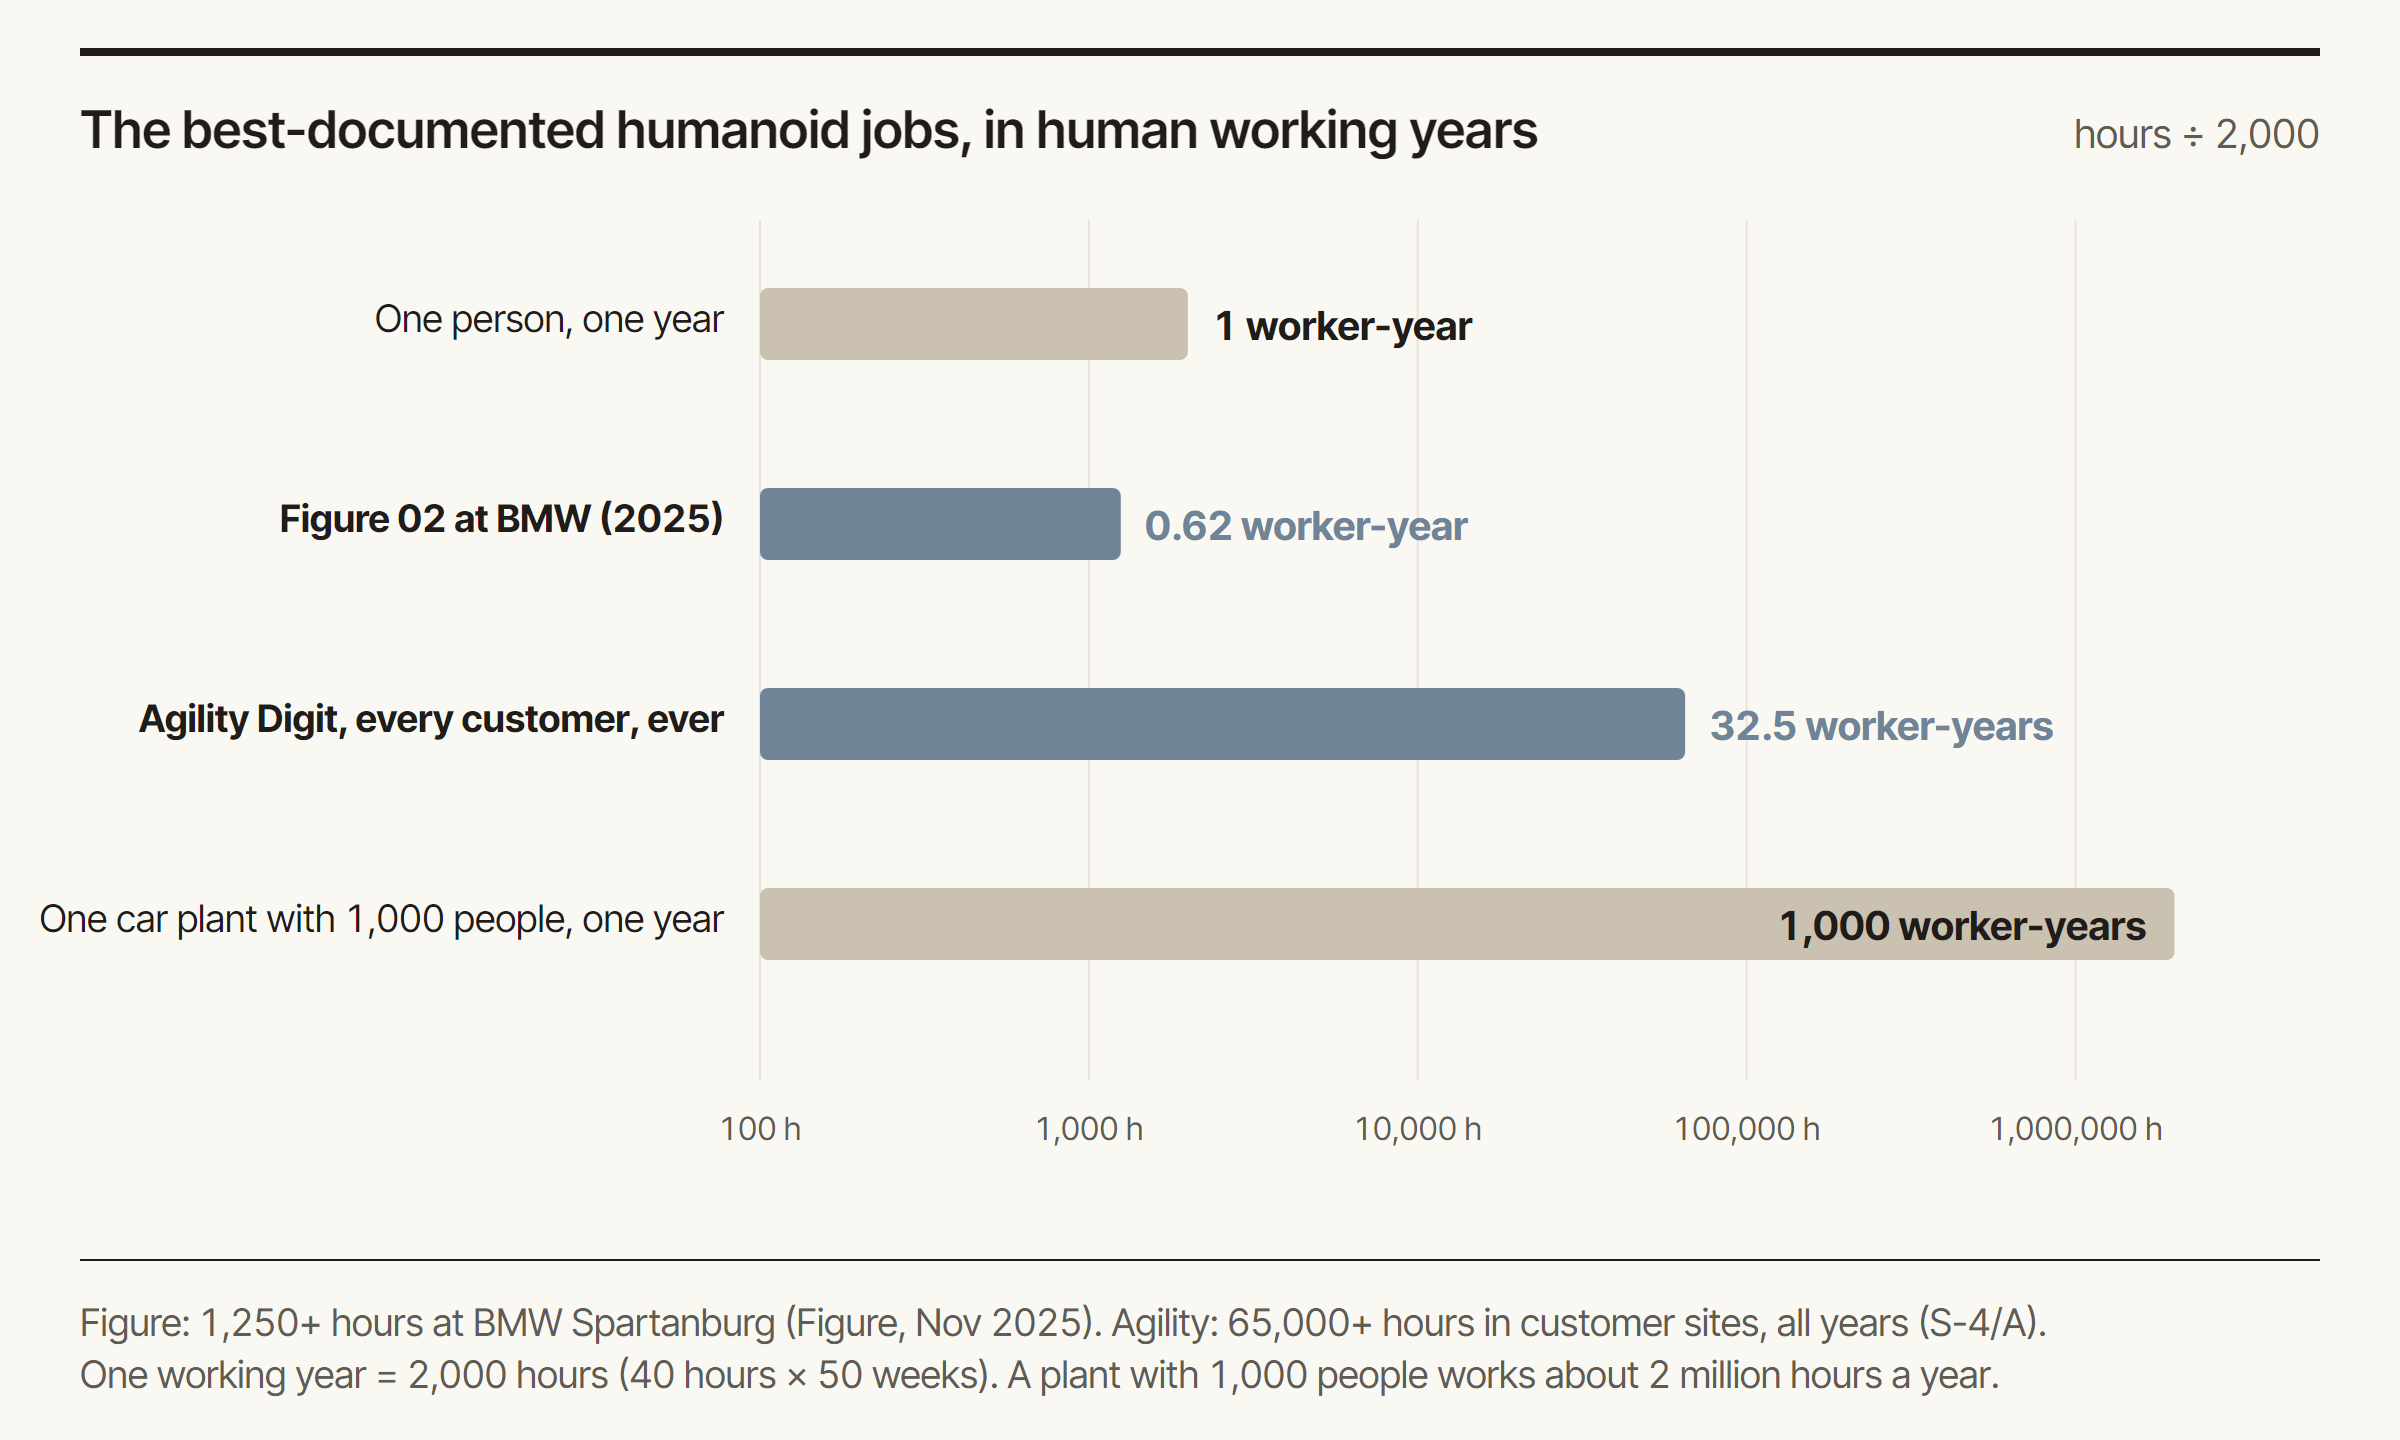 The best-documented humanoid jobs, in human working years
hours ÷ 2,000
One person, one year
1 worker-year
Figure 02 at BMW (2025)
0.62 worker-year
Agility Digit, every customer, ever
32.5 worker-years
One car plant with 1,000 people, one year
1,000 worker-years
100 h
1,000 h
10,000 h
100,000 h
1,000,000 h
Figure: 1,250+ hours at BMW Spartanburg (Figure, Nov 2025). Agility: 65,000+ hours in customer sites, all years (S-4/A).
One working year = 2,000 hours (40 hours × 50 weeks). A plant with 1,000 people works about 2 million hours a year.